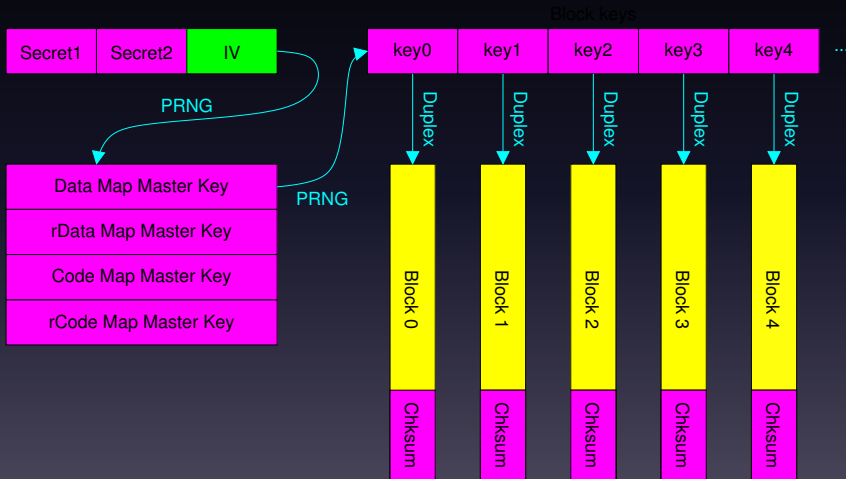 Block keys
Secret1 Secret2 IV
key0 key1 key2 key3 key4 ...
PRNG
Duplex Duplex Duplex Duplex Duplex
Data Map Master Key
PRNG
rData Map Master Key
Code Map Master Key
rCode Map Master Key
Block 0 Block 1 Block 2 Block 3 Block 4
Chksum Chksum Chksum Chksum Chksum